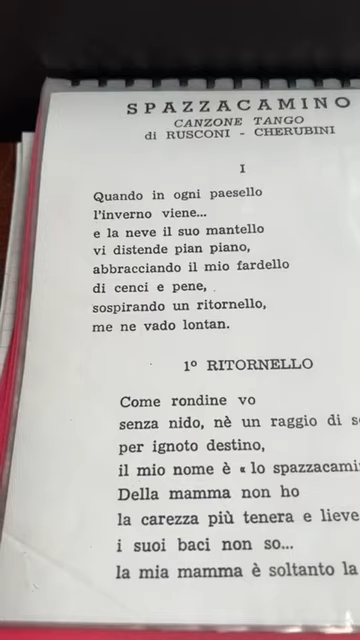 SPAZZACAMINO
CANZONE TANGO
di RUSCONI - CHERUBINI
I
Quando in ogni paesello
l'inverno viene...
e la neve il suo mantello
vi distende pian piano,
abbracciando il mio fardello
di cenci e pene,
sospirando un ritornello,
me ne vado lontan.
1º RITORNELLO
Come rondine vo
senza nido, nè un raggio di
per ignoto destino,
il mio nome è « lo
Della mamma non ho
la carezza più tenera e lieve
i suoi baci non so...
la mia mamma è soltanto la